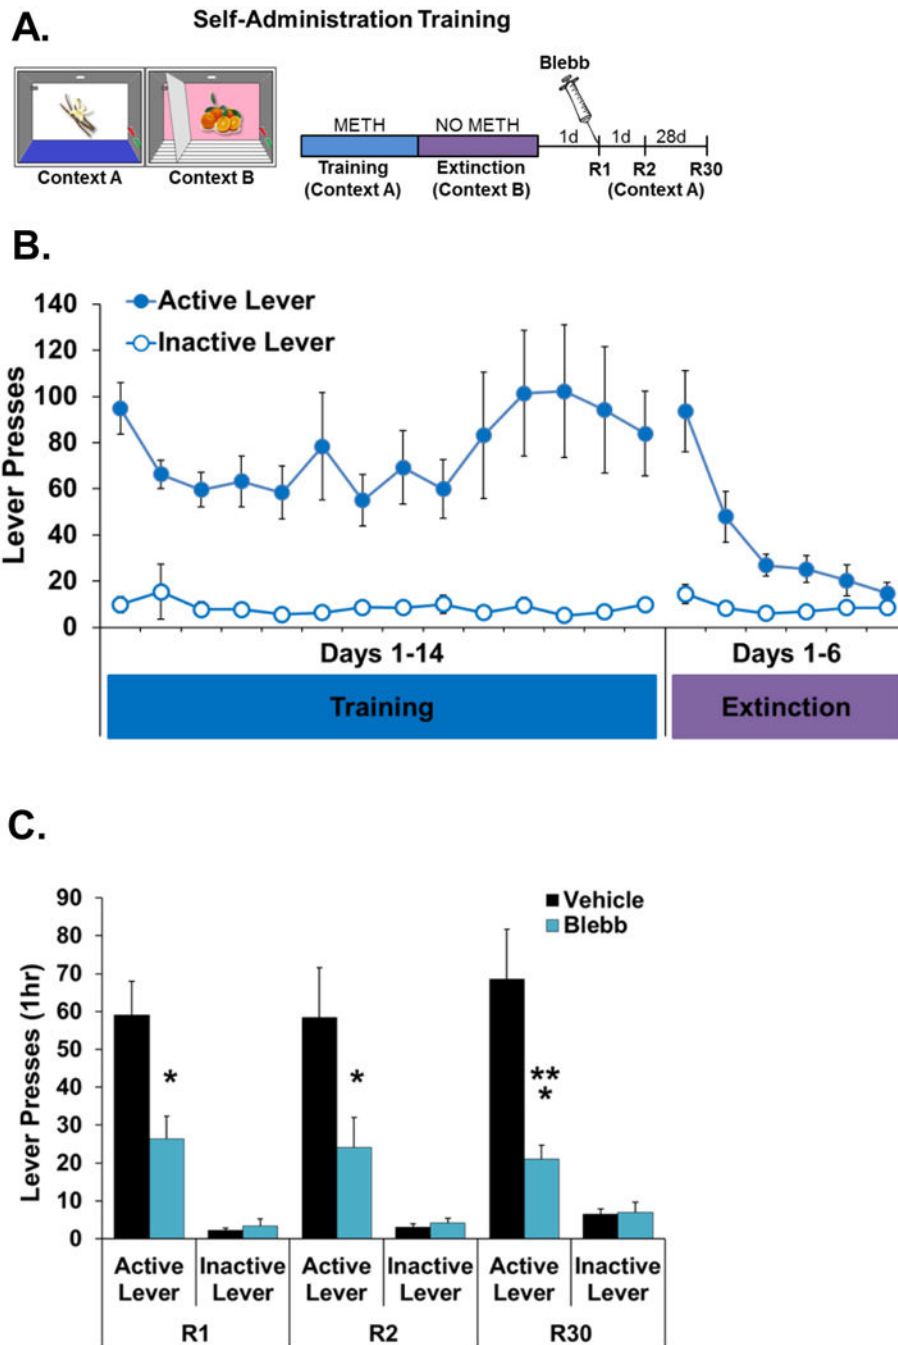 A.
Self-Administration Training
Context A
Context B
METH
NO METH
Training
(Context A)
Extinction
(Context B)
Blebb
1d
1d
28d
R1
R2
R30
(Context A)
B.
Active Lever
Inactive Lever
Lever Presses
140
120
100
80
60
40
20
0
Days 1-14
Days 1-6
Training
Extinction
C.
Vehicle
Blebb
Lever Presses (1hr)
90
80
70
60
50
40
30
20
10
0
*
*
**
*
Active
Lever
Inactive
Lever
Active
Lever
Inactive
Lever
Active
Lever
Inactive
Lever
R1
R2
R30